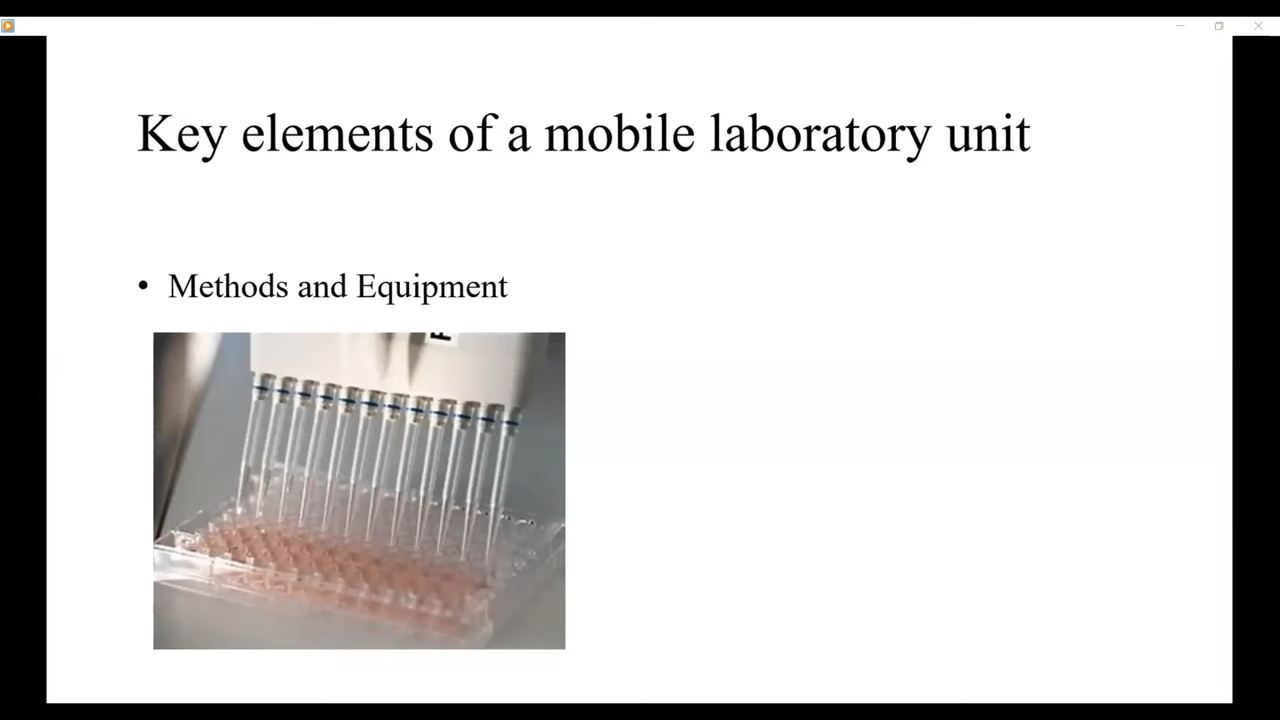 Key elements of a mobile laboratory unit
• Methods and Equipment